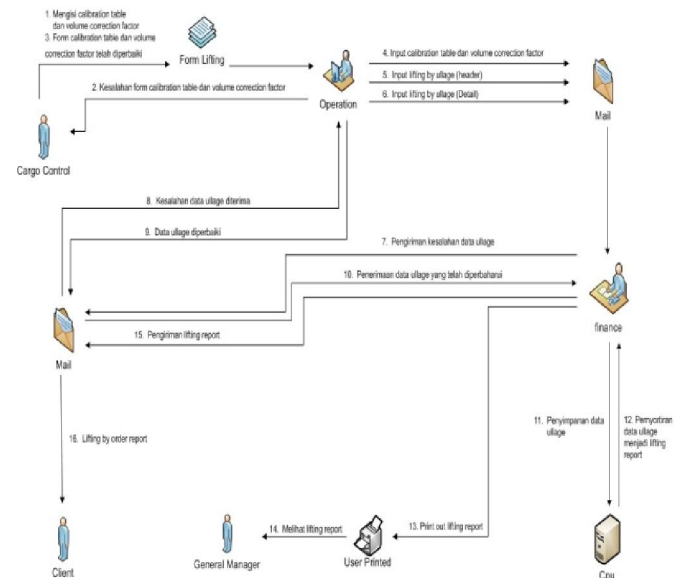 1. Mengisi calibration table
dan volume correction factor
3. Form calibration table dan volume
correction factor telah diperbaiki
Form Lifting
2. Kesalahan form calibration table dan volume correction factor
Cargo Control
Operation
4. Input calibration table dan volume correction factor
5. Input lifting by ullage (header)
6. Input lifting by ullage (Detail)
Mail
8. Kesalahan data ullage diterima
9. Data ullage diperbaiki
7. Pengiriman kesalahan data ullage
10. Penerimaan data ullage yang telah diperbaharui
15. Pengiriman lifting report
Mail
finance
11. Penyimpanan data
ullage
12. Penyortiran
data ullage
menjadi lifting
report
16. Lifting by order report
13. Print out lifting report
14. Melihat lifting report
Client
General Manager
User Printed
Cpu